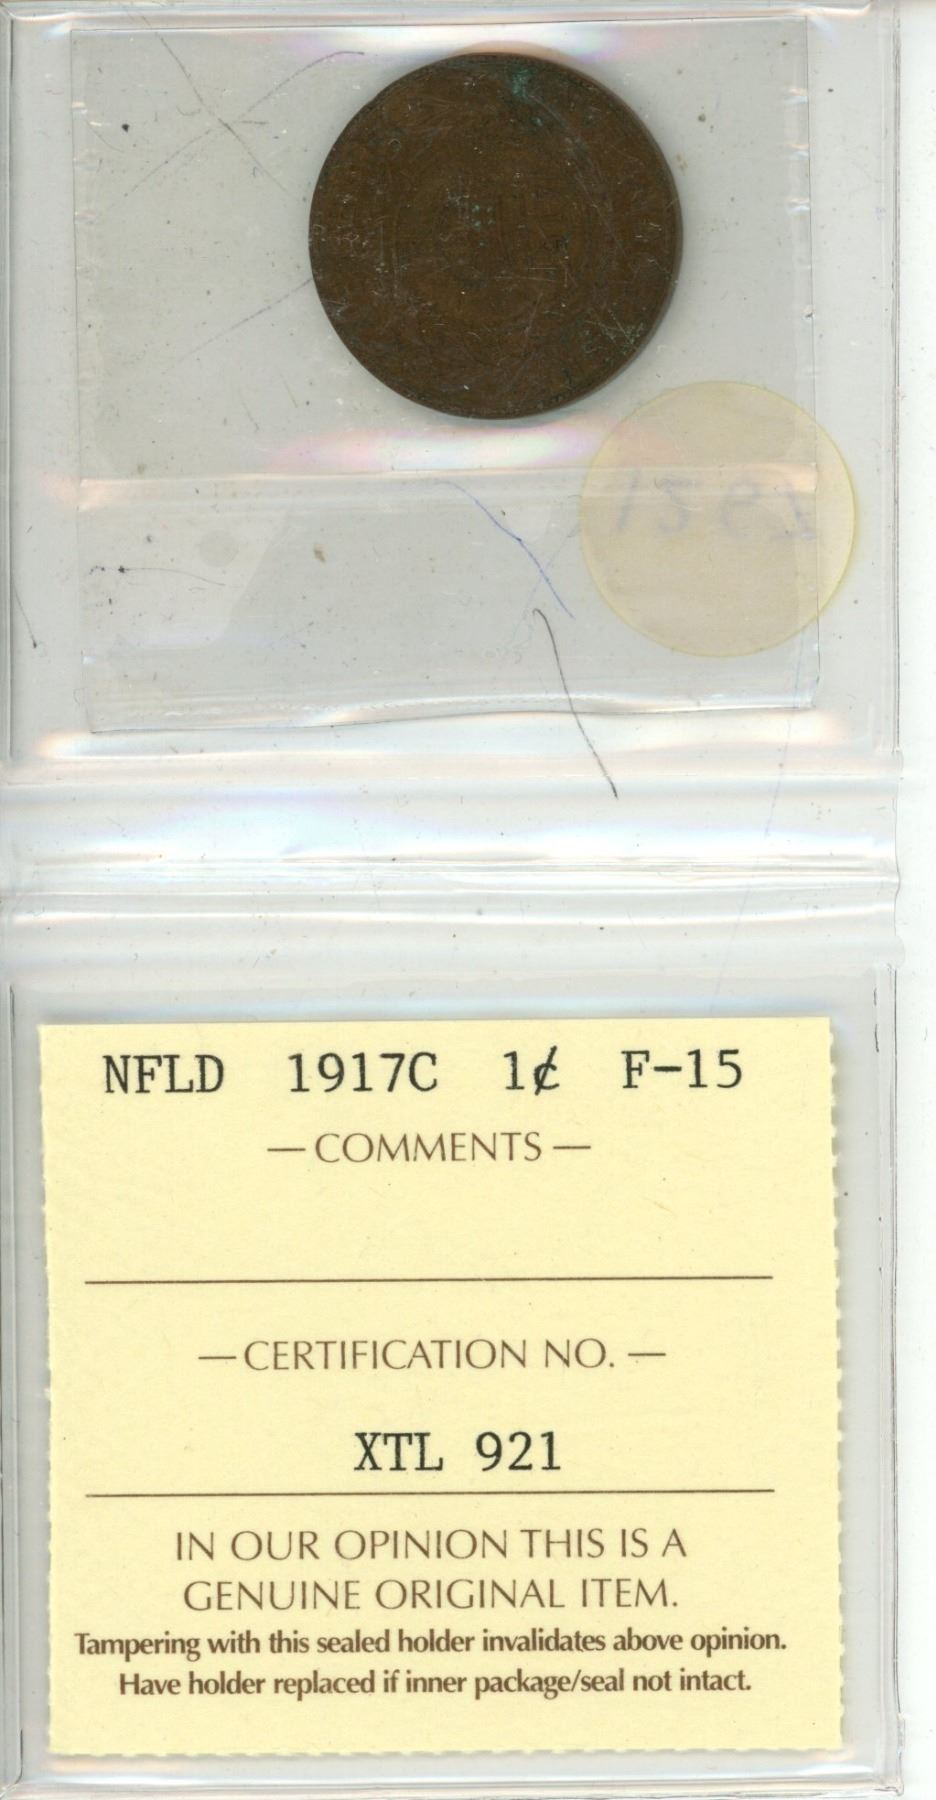 NFLD 1917C 1¢ F-15
— COMMENTS —
— CERTIFICATION NO. —
XTL 921
IN OUR OPINION THIS IS A
GENUINE ORIGINAL ITEM.
Tampering with this sealed holder invalidates above opinion.
Have holder replaced if inner package/seal not intact.